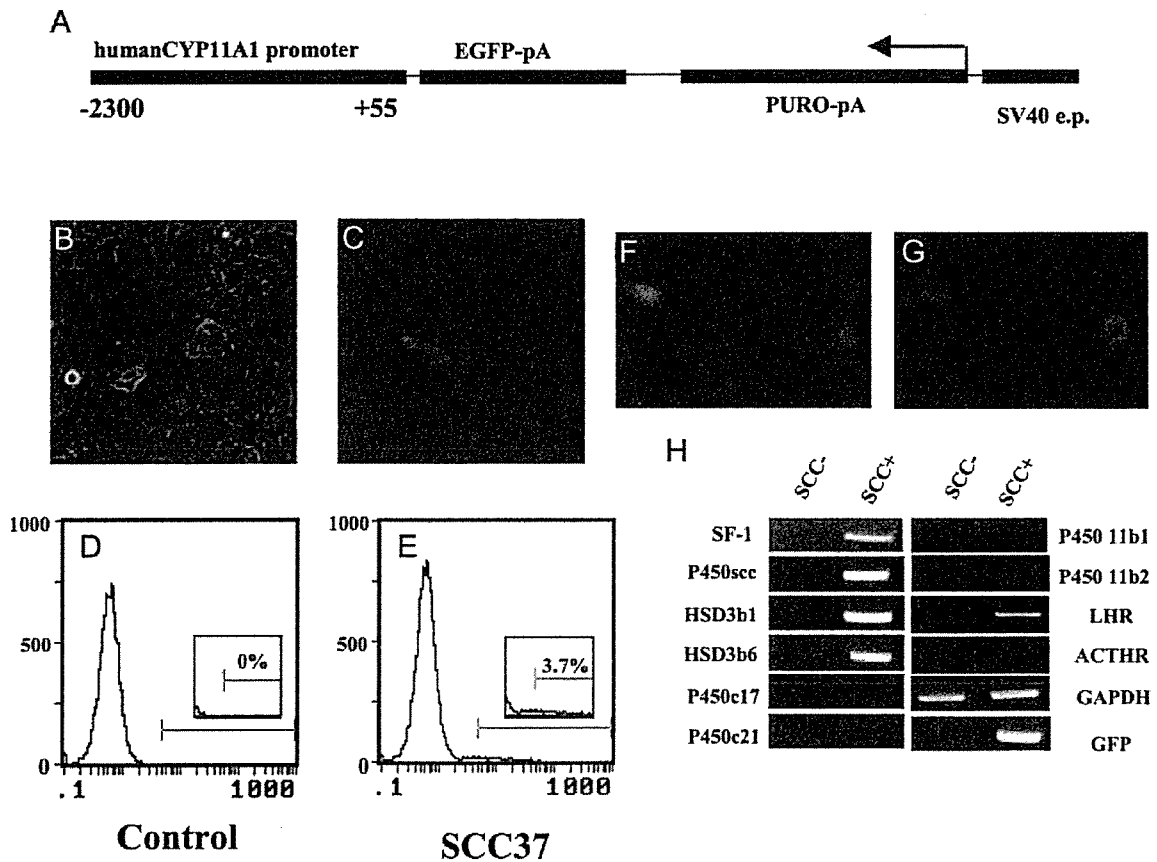 A
humanCYP11A1 promoter
EGFP-pA
-2300
+55
PURO-pA
SV40 e.p.
B
C
F
G
H
SCC-
SCC+
SCC-
SCC+
SF-1
P450 11b1
P450scc
P450 11b2
HSD3b1
LHR
HSD3b6
ACTHR
P450c17
GAPDH
P450c21
GFP
1000
D
500
0%
0
.1
1000
Control
1000
E
500
3.7%
0
.1
1000
SCC37